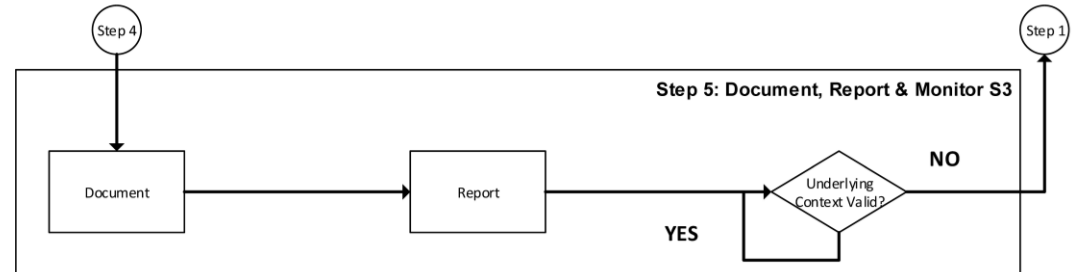 Step 4
Step 1
Step 5: Document, Report & Monitor S3
Document
Report
Underlying
Context Valid?
NO
YES